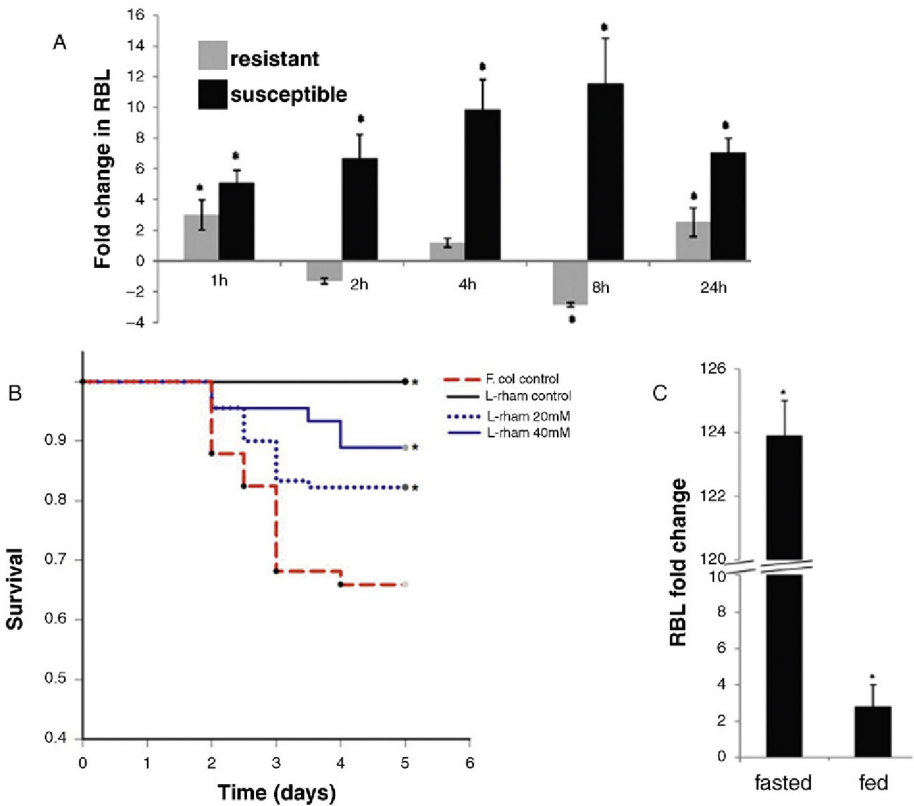 A
Fold change in RBL
16
14
12
10
8
6
4
2
0
−2
−4
resistant
susceptible
*
*
*
*
*
*
*
*
1h
2h
4h
8h
24h
B
Survival
0.9
0.8
0.7
0.6
0.5
0.4
0
1
2
3
4
5
6
Time (days)
*
*
*
F. col control
L-rham control
L-rham 20mM
L-rham 40mM
C
RBL fold change
126
124
122
120
10
8
6
4
2
0
*
*
fasted
fed